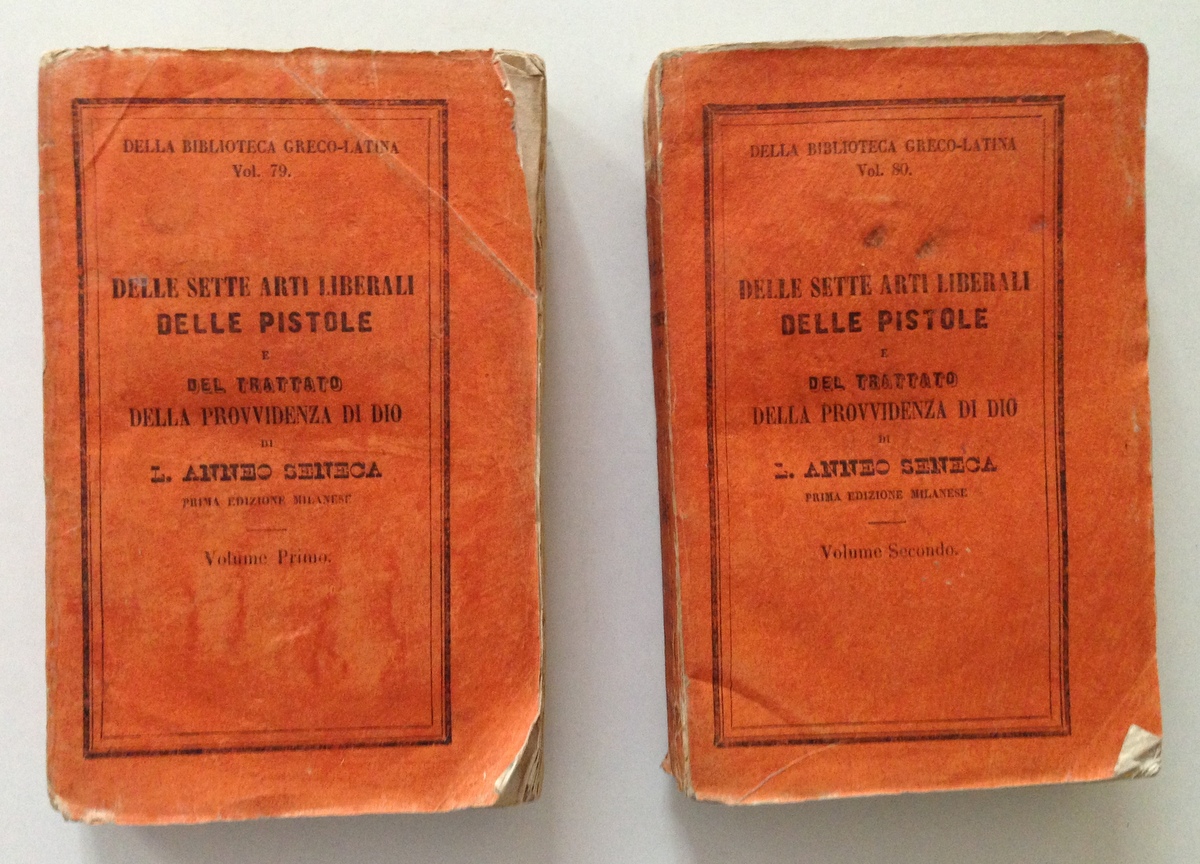 DELLA BIBLIOTECA GRECO-LATINA
Vol. 79.
DELLE SETTE ARTI LIBERALI
DELLE PISTOLE
E
DEL TRATTATO
DELLA PROVVIDENZA DI DIO
DI
L. ANNEO SENECA
PRIMA EDIZIONE MILANESE
Volume Primo.
DELLA BIBLIOTECA GRECO-LATINA
Vol. 80.
DELLE SETTE ARTI LIBERALI
DELLE PISTOLE
E
DEL TRATTATO
DELLA PROVVIDENZA DI DIO
DI
L. ANNEO SENECA
PRIMA EDIZIONE MILANESE
Volume Secondo.